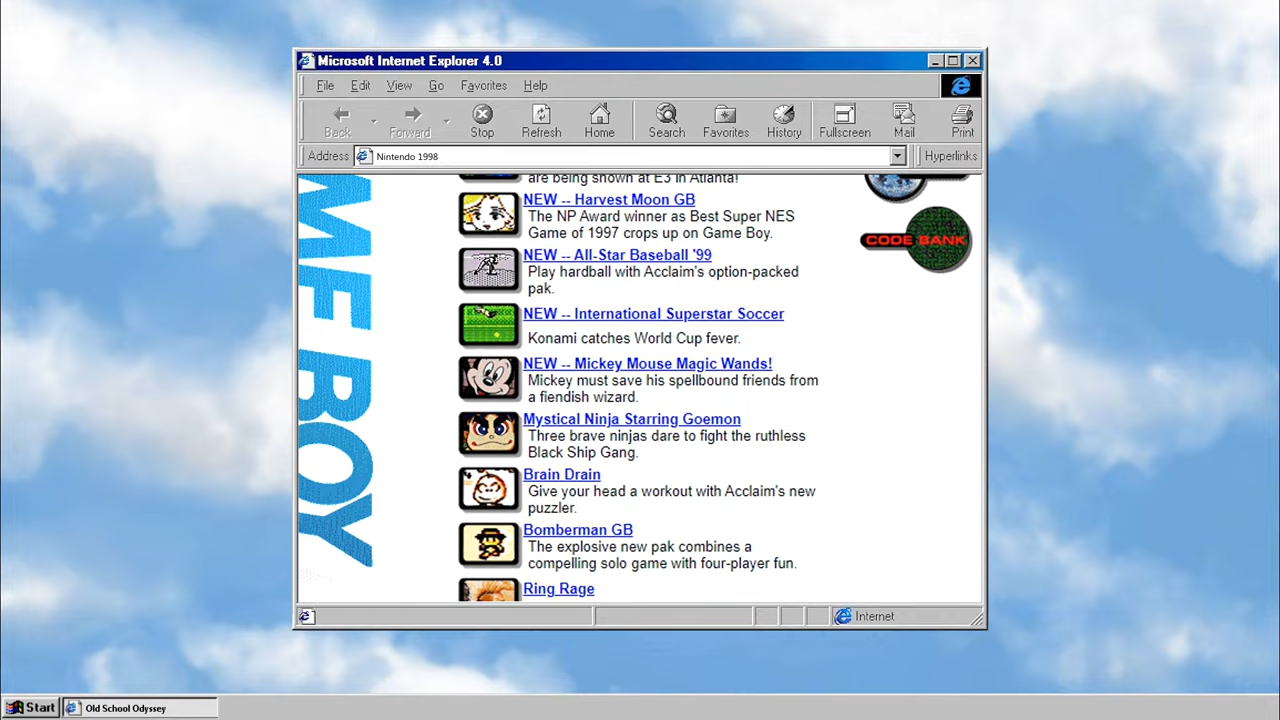 Microsoft Internet Explorer 4.0
File Edit View Go Favorites Help
Back Forward Stop Refresh Home Search Favorites History Fullscreen Mail Print
Address Nintendo 1998 Hyperlinks
ME BOY
are being shown at E3 in Atlanta!
NEW -- Harvest Moon GB
The NP Award winner as Best Super NES
Game of 1997 crops up on Game Boy.
CODE BANK
NEW -- All-Star Baseball '99
Play hardball with Acclaim's option-packed
pak.
NEW -- International Superstar Soccer
Konami catches World Cup fever.
NEW -- Mickey Mouse Magic Wands!
Mickey must save his spellbound friends from
a fiendish wizard.
Mystical Ninja Starring Goemon
Three brave ninjas dare to fight the ruthless
Black Ship Gang.
Brain Drain
Give your head a workout with Acclaim's new
puzzler.
Bomberman GB
The explosive new pak combines a
compelling solo game with four-player fun.
Ring Rage
Internet
Start Old School Odyssey